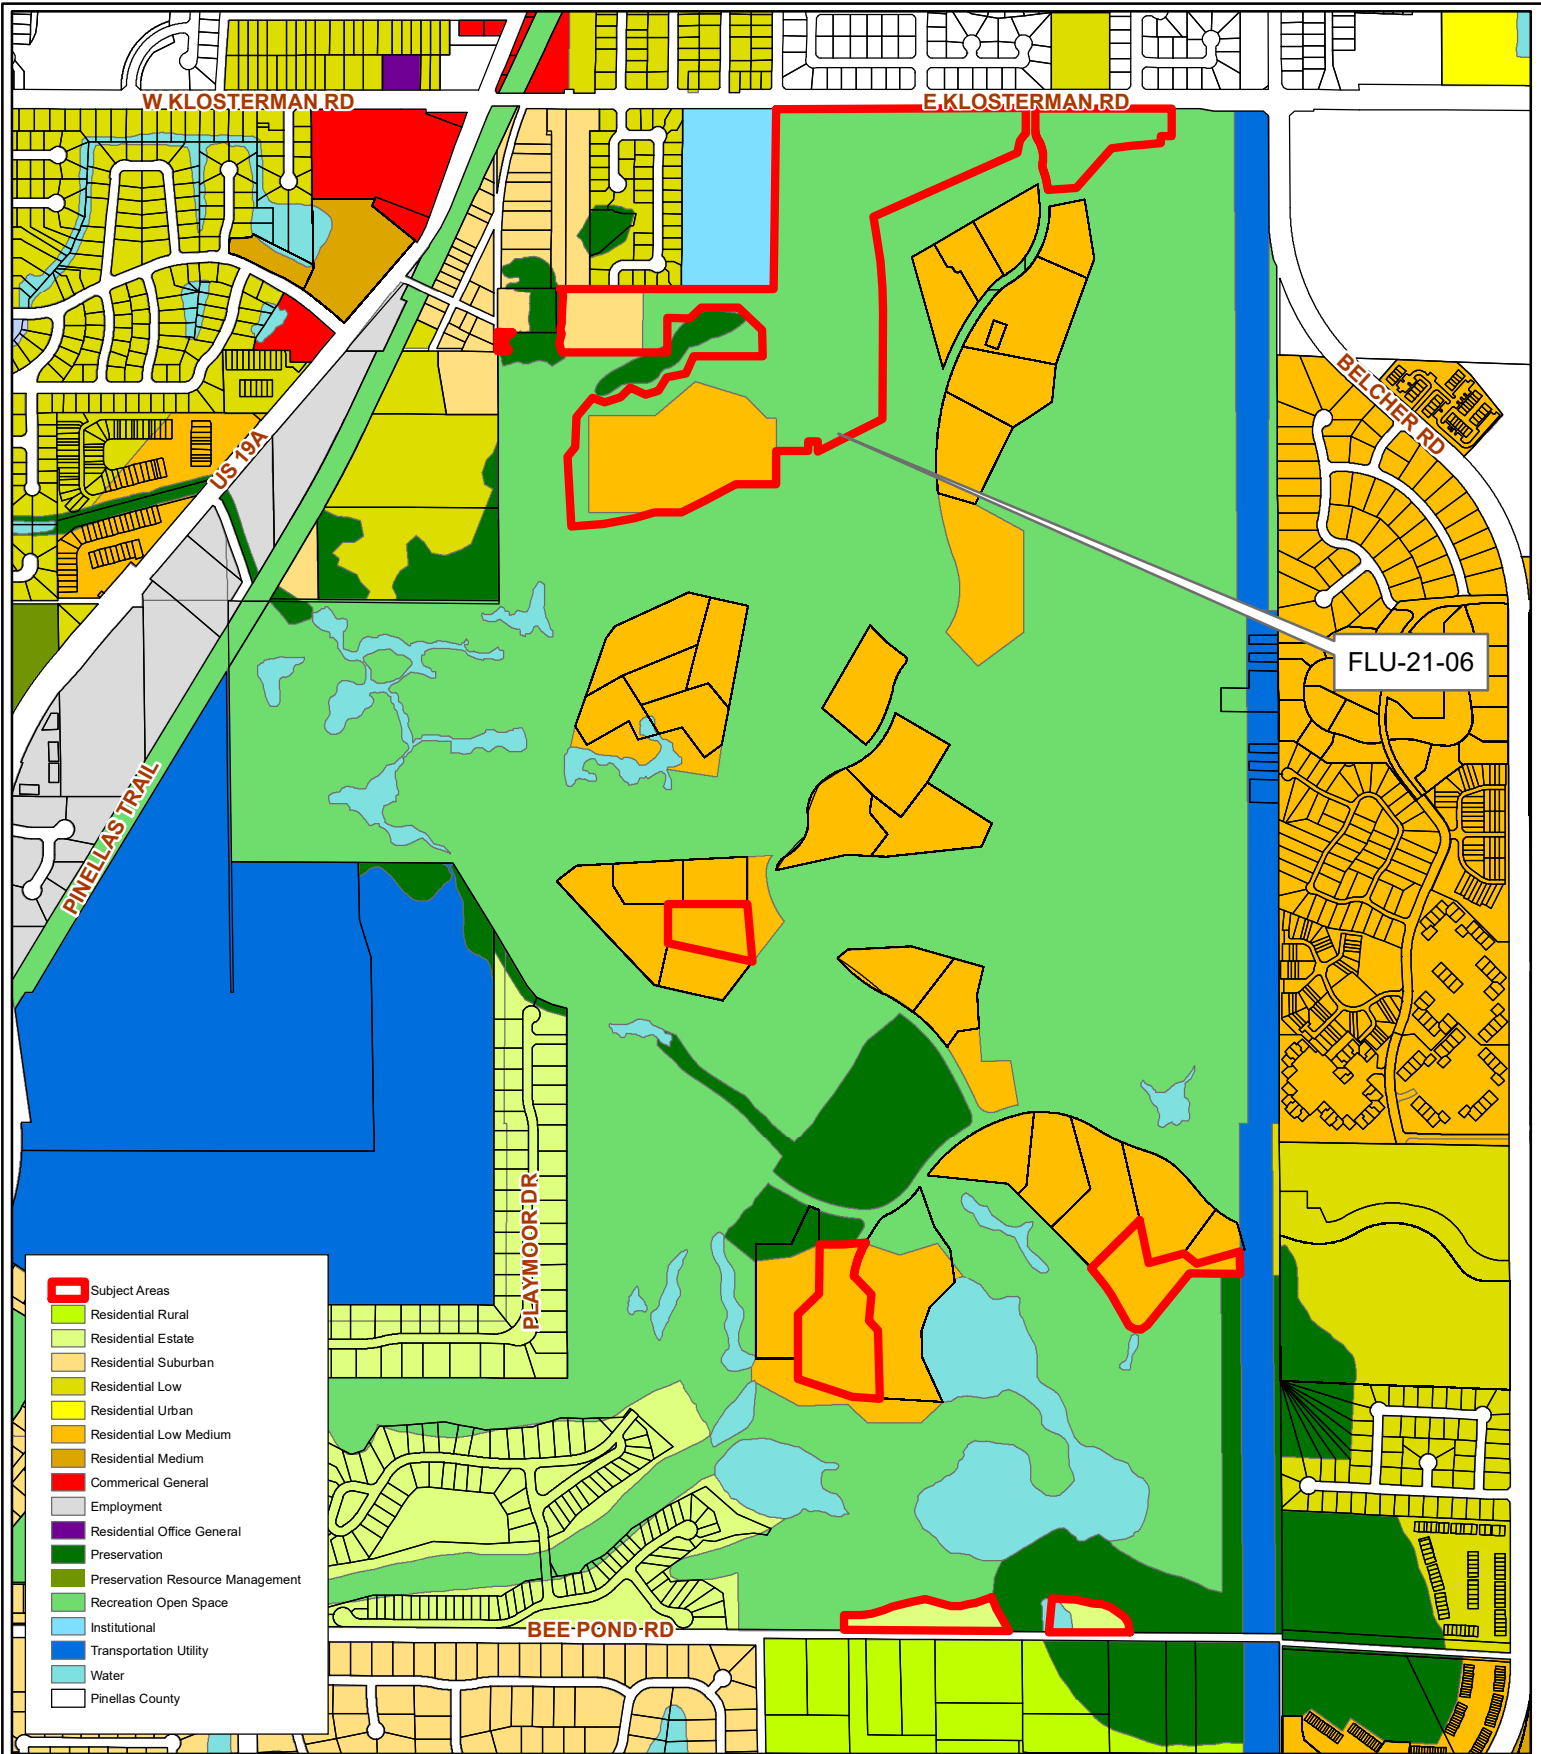 W KLOSTERMAN RD
E KLOSTERMAN RD
BELCHER RD
US 19A
FLU-21-06
PINELLAS TRAIL
PLAYMOOR DR
Subject Areas
Residential Rural
Residential Estate
Residential Suburban
Residential Low
Residential Urban
Residential Low Medium
Residential Medium
Commerical General
Employment
Residential Office General
Preservation
Preservation Resource Management
Recreation Open Space
Institutional
Transportation Utility
Water
Pinellas County
BEE POND RD